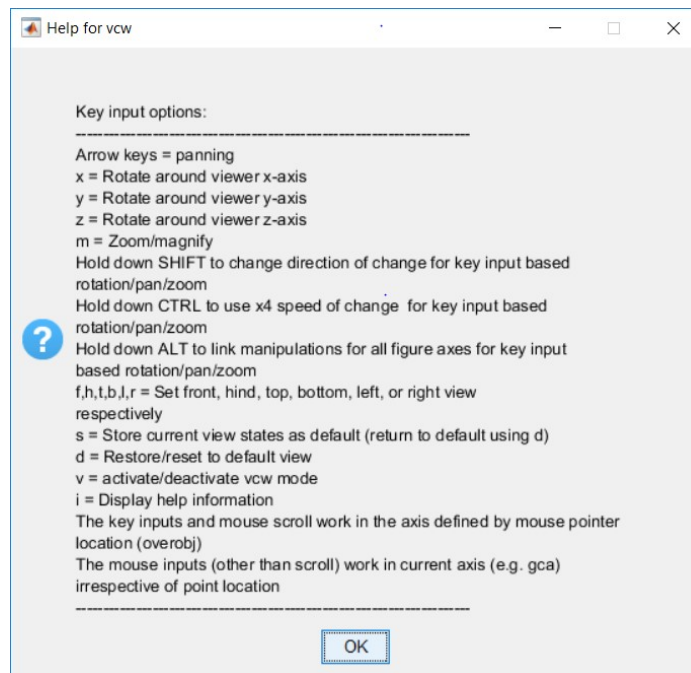 Help for vcw
Key input options:
------------------------------------------------------------------------
Arrow keys = panning
x = Rotate around viewer x-axis
y = Rotate around viewer y-axis
z = Rotate around viewer z-axis
m = Zoom/magnify
Hold down SHIFT to change direction of change for key input based
rotation/pan/zoom
Hold down CTRL to use x4 speed of change  for key input based
rotation/pan/zoom
Hold down ALT to link manipulations for all figure axes for key input
based rotation/pan/zoom
f,h,t,b,l,r = Set front, hind, top, bottom, left, or right view
respectively
s = Store current view states as default (return to default using d)
d = Restore/reset to default view
v = activate/deactivate vcw mode
i = Display help information
The key inputs and mouse scroll work in the axis defined by mouse pointer
location (overobj)
The mouse inputs (other than scroll) work in current axis (e.g. gca)
irrespective of point location
------------------------------------------------------------------------
OK